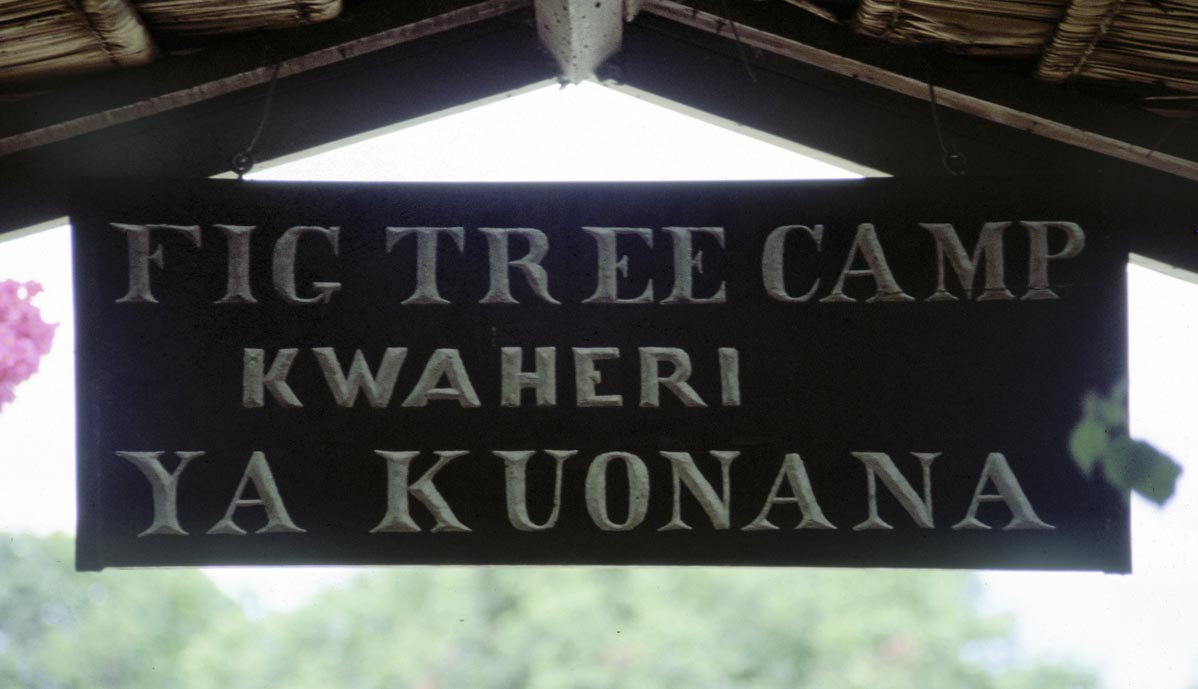 FIG TREE CAMP
KWAHERI
YA KUONANA